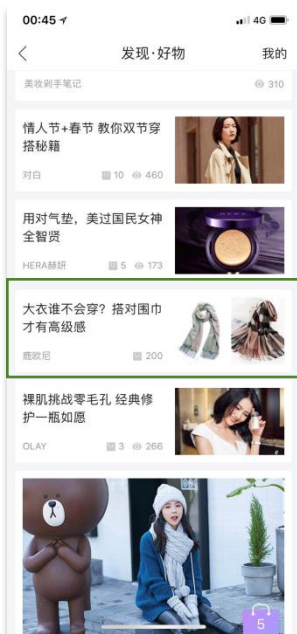 00:45
4G
发现·好物
我的
美妆剁手笔记
310
情人节+春节 教你双节穿
搭秘籍
对白
10
460
用对气垫，美过国民女神
全智贤
HERA赫妍
5
173
大衣谁不会穿？搭对围巾
才有高级感
鹿欧尼
200
裸肌挑战零毛孔 经典修
护一瓶如愿
OLAY
3
266
5